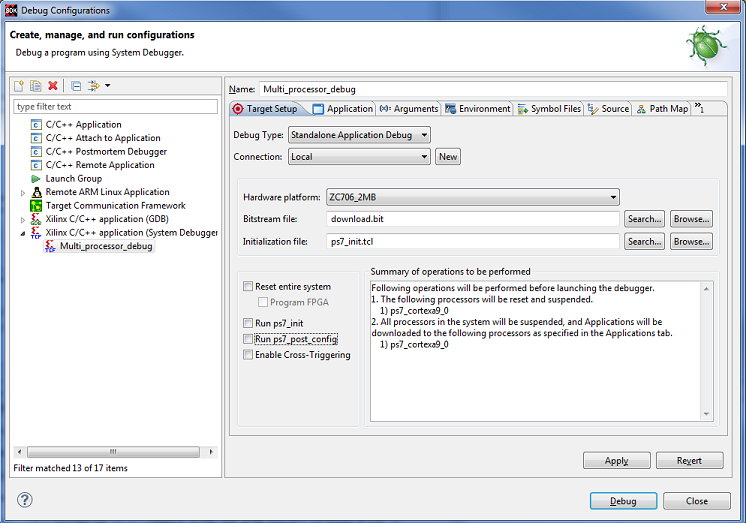 SDK Debug Configurations
Create, manage, and run configurations
Debug a program using System Debugger.
type filter text
C/C++ Application
C/C++ Attach to Application
C/C++ Postmortem Debugger
C/C++ Remote Application
Launch Group
Remote ARM Linux Application
Target Communication Framework
Xilinx C/C++ application (GDB)
Xilinx C/C++ application (System Debugger
Multi_processor_debug
Filter matched 13 of 17 items
Name: Multi_processor_debug
Target Setup Application Arguments Environment Symbol Files Source Path Map »1
Debug Type: Standalone Application Debug
Connection: Local New
Hardware platform: ZC706_2MB
Bitstream file: download.bit Search... Browse...
Initialization file: ps7_init.tcl Search... Browse...
Reset entire system
Program FPGA
Run ps7_init
Run ps7_post_config
Enable Cross-Triggering
Summary of operations to be performed
Following operations will be performed before launching the debugger.
1. The following processors will be reset and suspended.
1) ps7_cortexa9_0
2. All processors in the system will be suspended, and Applications will be
downloaded to the following processors as specified in the Applications tab.
1) ps7_cortexa9_0
Apply Revert
? Debug Close